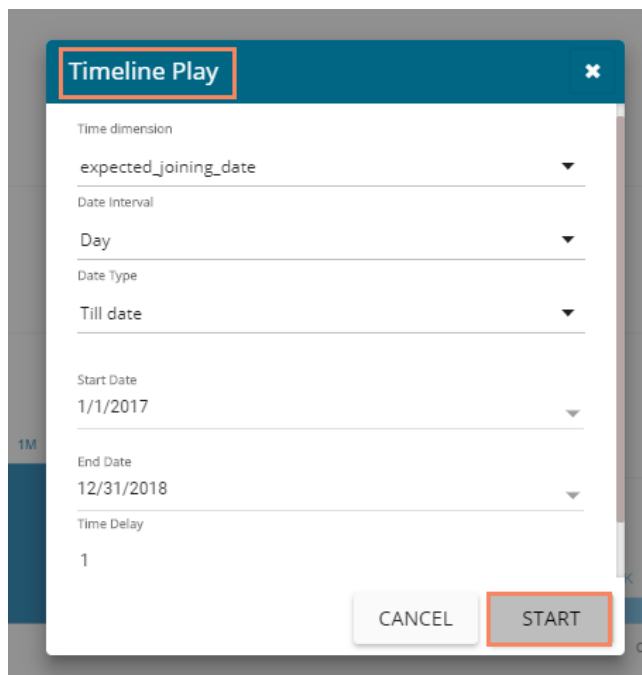 Timeline Play
Time dimension
expected_joining_date
Date Interval
Day
Date Type
Till date
Start Date
1/1/2017
1M
End Date
12/31/2018
Time Delay
1
K
CANCEL
START